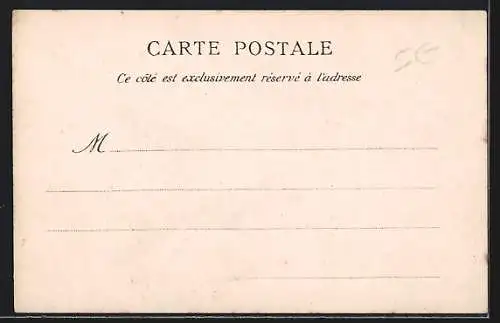 CARTE POSTALE
Ce côté est exclusivement réservé à l'adresse
M